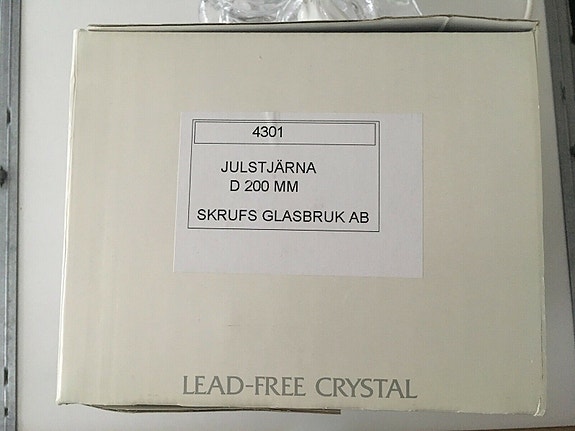 4301
JULSTJÄRNA
D 200 MM
SKRUFS GLASBRUK AB
LEAD-FREE CRYSTAL